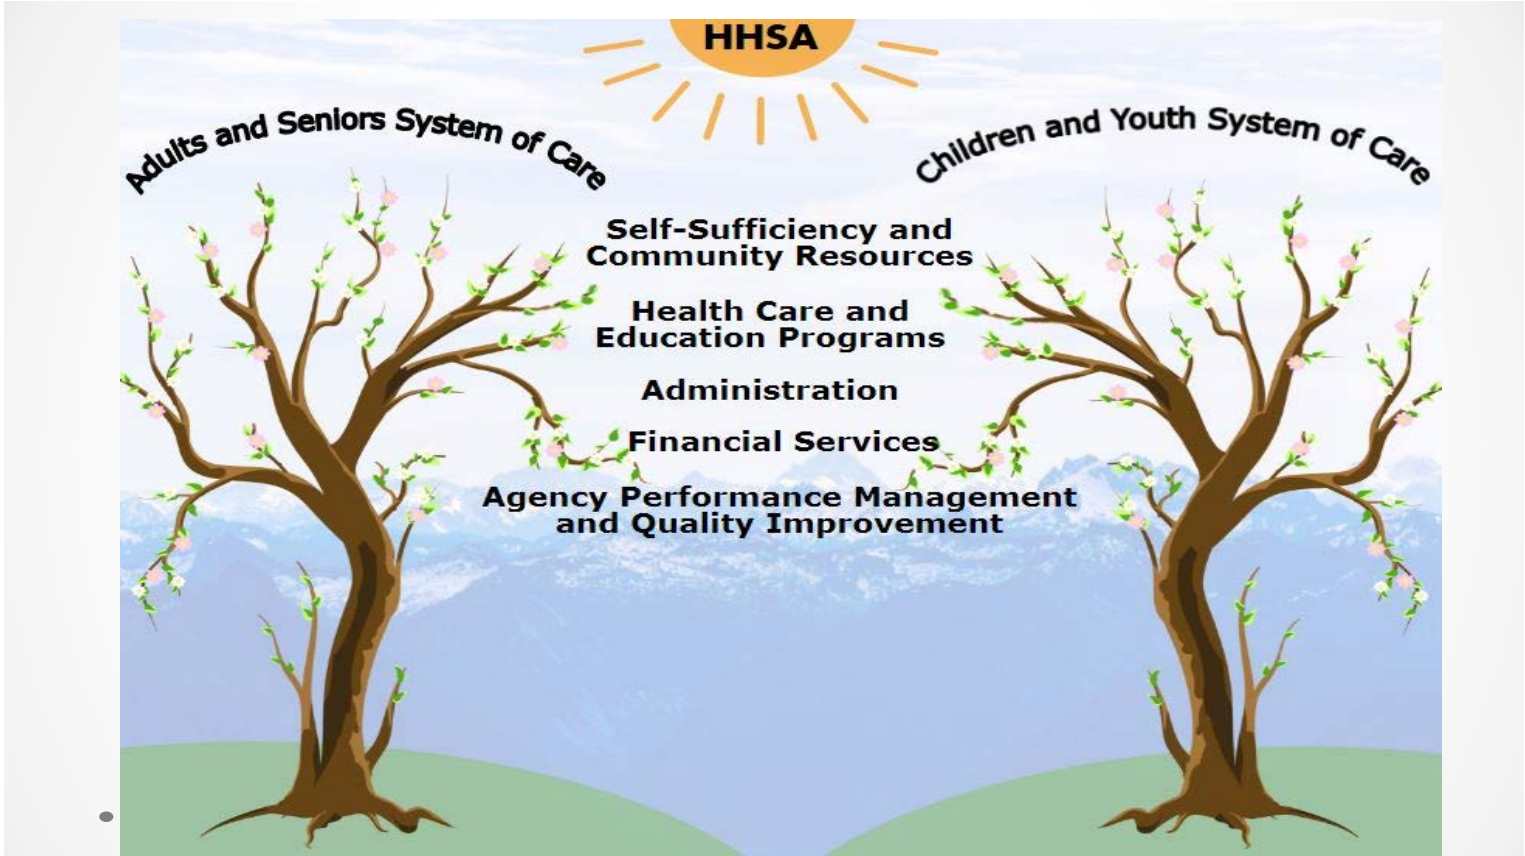 HHSA
Adults and Seniors System of Care
Children and Youth System of Care
Self-Sufficiency and
Community Resources
Health Care and
Education Programs
Administration
Financial Services
Agency Performance Management
and Quality Improvement